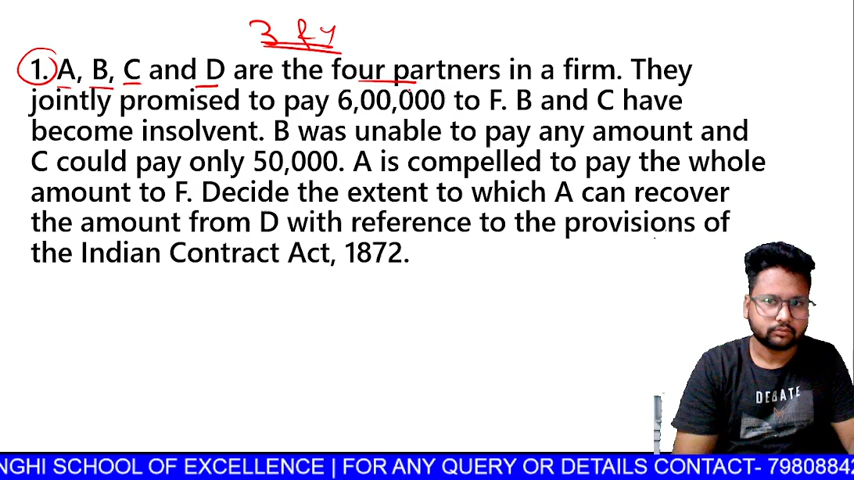 1. A, B, C and D are the four partners in a firm. They
jointly promised to pay 6,00,000 to F. B and C have
become insolvent. B was unable to pay any amount and
C could pay only 50,000. A is compelled to pay the whole
amount to F. Decide the extent to which A can recover
the amount from D with reference to the provisions of
the Indian Contract Act, 1872.
DEBATE
NGHI SCHOOL OF EXCELLENCE | FOR ANY QUERY OR DETAILS CONTACT- 7980884